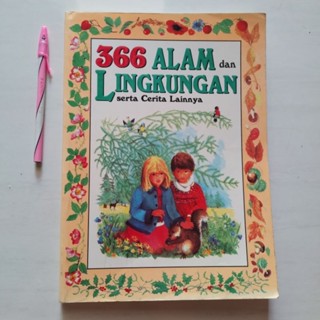 366 ALAM dan
LINGKUNGAN
serta Cerita Lainnya